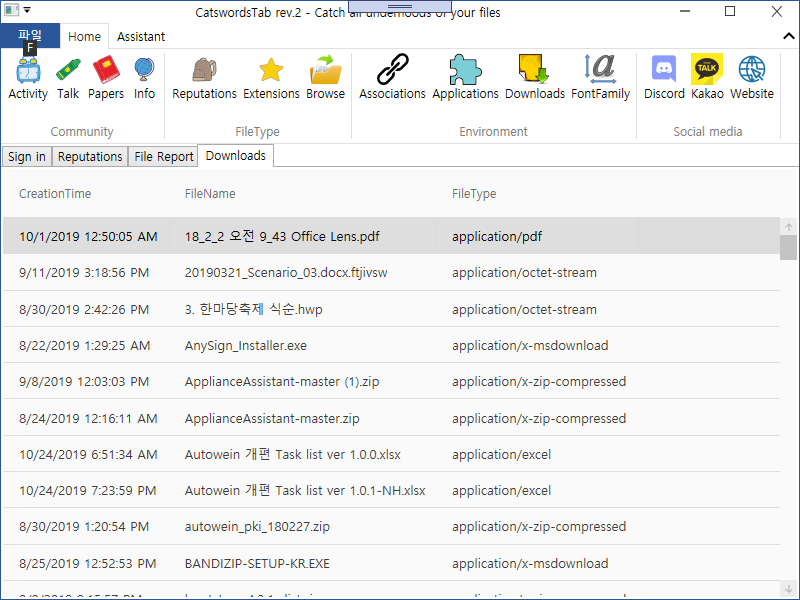 CatswordsTab rev.2 - Catch all underhoods of your files
파일 Home Assistant
F
Activity Talk Papers Info Reputations Extensions Browse Associations Applications Downloads FontFamily Discord Kakao Website
TALK
Community FileType Environment Social media
Sign in Reputations File Report Downloads
CreationTime FileName FileType
10/1/2019 12:50:05 AM 18_2_2 오전 9_43 Office Lens.pdf application/pdf
9/11/2019 3:18:56 PM 20190321_Scenario_03.docx.ftjivsw application/octet-stream
8/30/2019 2:42:26 PM 3. 한마당축제 식순.hwp application/octet-stream
8/22/2019 1:29:25 AM AnySign_Installer.exe application/x-msdownload
9/8/2019 12:03:03 PM ApplianceAssistant-master (1).zip application/x-zip-compressed
8/24/2019 12:16:11 AM ApplianceAssistant-master.zip application/x-zip-compressed
10/24/2019 6:51:34 AM Autowein 개편 Task list ver 1.0.0.xlsx application/excel
10/24/2019 7:23:59 PM Autowein 개편 Task list ver 1.0.1-NH.xlsx application/excel
8/30/2019 1:20:54 PM autowein_pki_180227.zip application/x-zip-compressed
8/25/2019 12:52:53 PM BANDIZIP-SETUP-KR.EXE application/x-msdownload